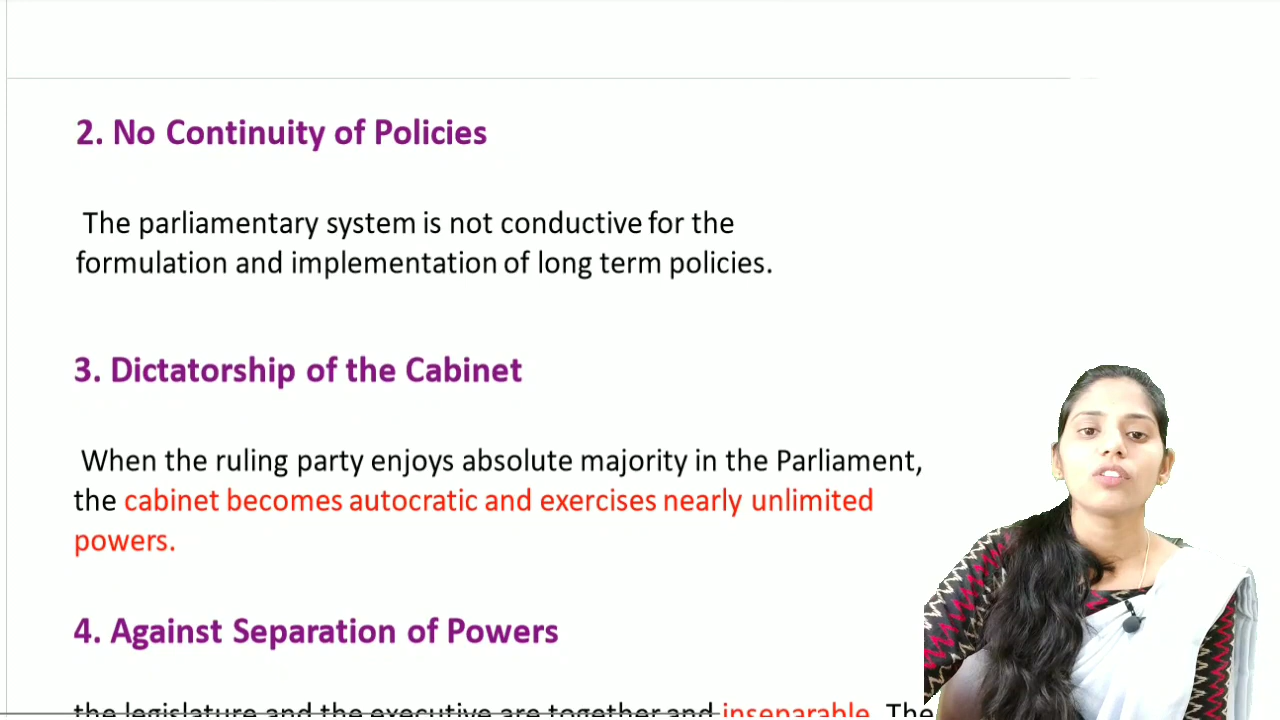 2. No Continuity of Policies
The parliamentary system is not conductive for the
formulation and implementation of long term policies.
3. Dictatorship of the Cabinet
When the ruling party enjoys absolute majority in the Parliament,
the cabinet becomes autocratic and exercises nearly unlimited
powers.
4. Against Separation of Powers
the legislature and the executive are together and inseparable. The